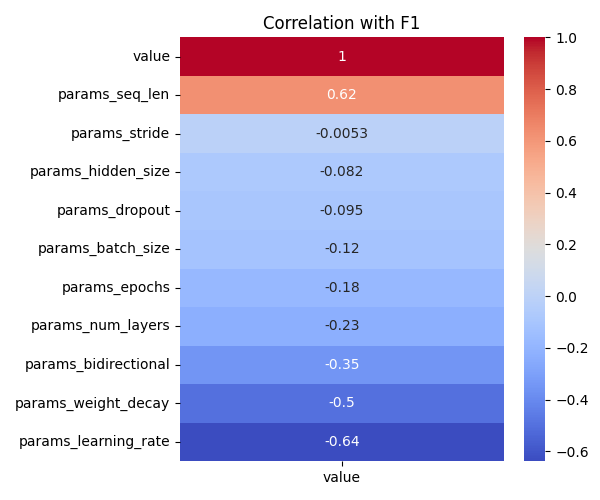 Correlation with F1
value 1
params_seq_len 0.62
params_stride -0.0053
params_hidden_size -0.082
params_dropout -0.095
params_batch_size -0.12
params_epochs -0.18
params_num_layers -0.23
params_bidirectional -0.35
params_weight_decay -0.5
params_learning_rate -0.64
value
1.0
0.8
0.6
0.4
0.2
0.0
−0.2
−0.4
−0.6